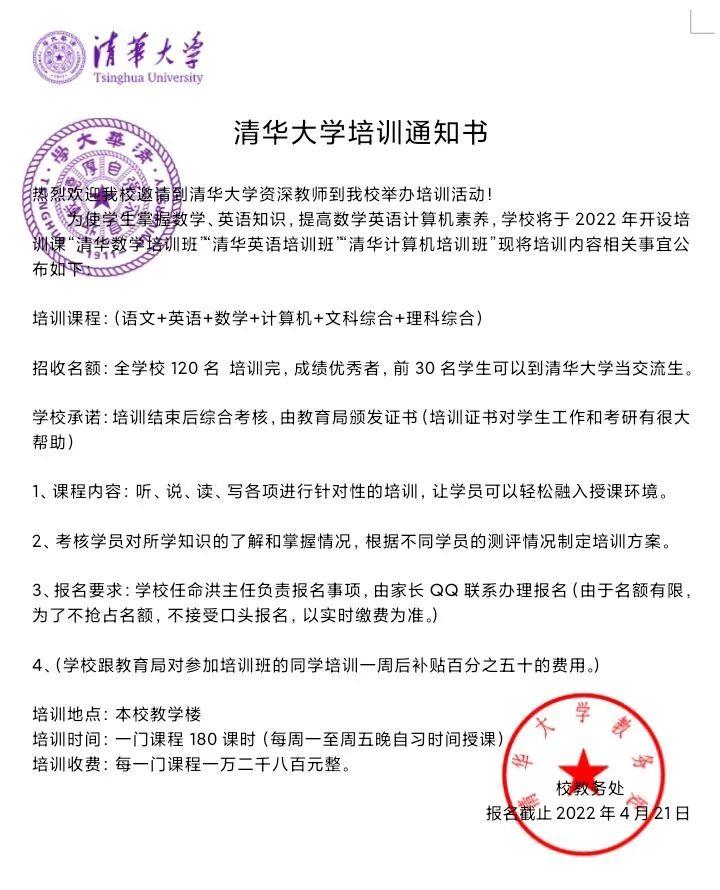 清華大学
Tsinghua University
清华大学培训通知书
热烈欢迎我校邀请到清华大学资深教师到我校举办培训活动!
为使学生掌握数学、英语知识，提高数学英语计算机素养，学校将于 2022 年开设培
训课“清华数学培训班”“清华英语培训班”“清华计算机培训班”现将培训内容相关事宜公
布如下:
培训课程:（语文+英语+数学+计算机+文科综合+理科综合）
招收名额: 全学校 120 名 培训完, 成绩优秀者, 前 30 名学生可以到清华大学当交流生。
学校承诺: 培训结束后综合考核, 由教育局颁发证书（培训证书对学生工作和考研有很大
帮助）
1、课程内容: 听、说、读、写各项进行针对性的培训, 让学员可以轻松融入授课环境。
2、考核学员对所学知识的了解和掌握情况, 根据不同学员的测评情况制定培训方案。
3、报名要求: 学校任命洪主任负责报名事项, 由家长 QQ 联系办理报名（由于名额有限,
为了不抢占名额, 不接受口头报名, 以实时缴费为准。）
4、（学校跟教育局对参加培训班的同学培训一周后补贴百分之五十的费用。）
培训地点: 本校教学楼
培训时间: 一门课程 180 课时（每周一至周五晚自习时间授课）
培训收费: 每一门课程一万二千八百元整。
清华大学教务处
校教务处
报名截止 2022 年 4 月 21 日